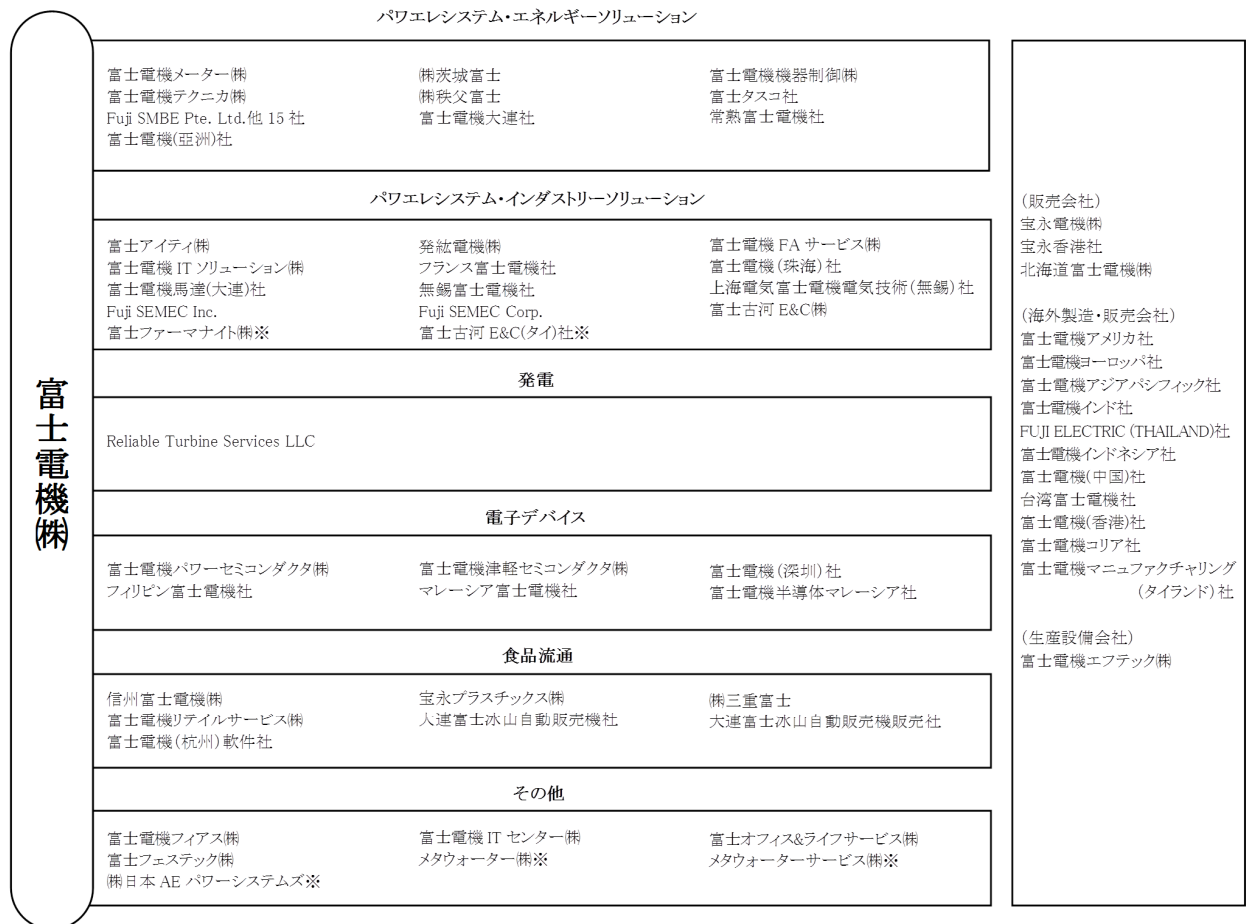 富士電機㈱
パワエレシステム・エネルギーソリューション
富士電機メーター㈱
㈱茨城富士
富士電機機器制御㈱
富士電機テクニカ㈱
㈱秩父富士
富士タスコ社
Fuji SMBE Pte. Ltd.他 15 社
富士電機大連社
常熟富士電機社
富士電機(亞洲)社
パワエレシステム・インダストリーソリューション
富士アイティ㈱
発紘電機㈱
富士電機 FA サービス㈱
富士電機 IT ソリューション㈱
フランス富士電機社
富士電機(珠海)社
富士電機馬達(大連)社
無錫富士電機社
上海電気富士電機電気技術(無錫)社
Fuji SEMEC Inc.
Fuji SEMEC Corp.
富士古河 E&C㈱
富士ファーマナイト㈱※
富士古河 E&C(タイ)社※
発電
Reliable Turbine Services LLC
電子デバイス
富士電機パワーセミコンダクタ㈱
富士電機津軽セミコンダクタ㈱
富士電機(深圳)社
フィリピン富士電機社
マレーシア富士電機社
富士電機半導体マレーシア社
食品流通
信州富士電機㈱
宝永プラスチックス㈱
㈱三重富士
富士電機リテイルサービス㈱
大連富士冰山自動販売機社
大連富士冰山自動販売機販売社
富士電機(杭州)軟件社
その他
富士電機フィアス㈱
富士電機 IT センター㈱
富士オフィス&ライフサービス㈱
富士フェステック㈱
メタウォーター㈱※
メタウォーターサービス㈱※
㈱日本 AE パワーシステムズ※
(販売会社)
宝永電機㈱
宝永香港社
北海道富士電機㈱
(海外製造・販売会社)
富士電機アメリカ社
富士電機ヨーロッパ社
富士電機アジアパシフィック社
富士電機インド社
FUJI ELECTRIC (THAILAND)社
富士電機インドネシア社
富士電機(中国)社
台湾富士電機社
富士電機(香港)社
富士電機コリア社
富士電機マニュファクチャリング
(タイランド)社
(生産設備会社)
富士電機エフテック㈱